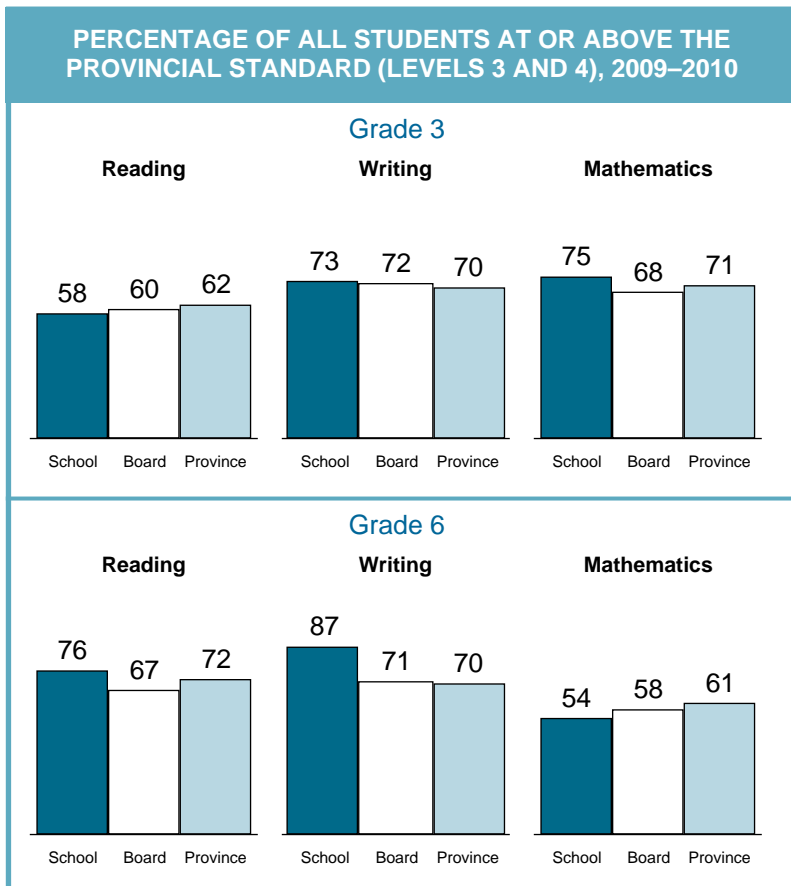 PERCENTAGE OF ALL STUDENTS AT OR ABOVE THE
PROVINCIAL STANDARD (LEVELS 3 AND 4), 2009–2010
Grade 3
Reading Writing Mathematics
58 60 62 73 72 70 75 68 71
School Board Province School Board Province School Board Province
Grade 6
Reading Writing Mathematics
76 67 72 87 71 70 54 58 61
School Board Province School Board Province School Board Province